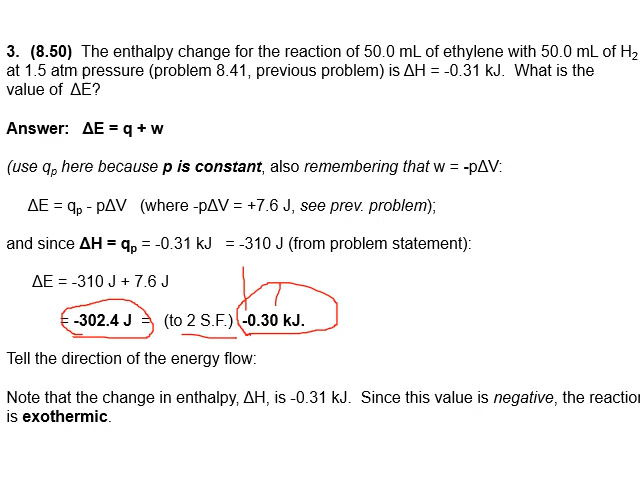 3. (8.50) The enthalpy change for the reaction of 50.0 mL of ethylene with 50.0 mL of H₂
at 1.5 atm pressure (problem 8.41, previous problem) is ΔH = -0.31 kJ. What is the
value of ΔE?
Answer: ΔE = q + w
(use qₚ here because p is constant, also remembering that w = -pΔV:
ΔE = qₚ - pΔV (where -pΔV = +7.6 J, see prev. problem);
and since ΔH = qₚ = -0.31 kJ = -310 J (from problem statement):
ΔE = -310 J + 7.6 J
= -302.4 J = (to 2 S.F.) -0.30 kJ.
Tell the direction of the energy flow:
Note that the change in enthalpy, ΔH, is -0.31 kJ. Since this value is negative, the reaction
is exothermic.